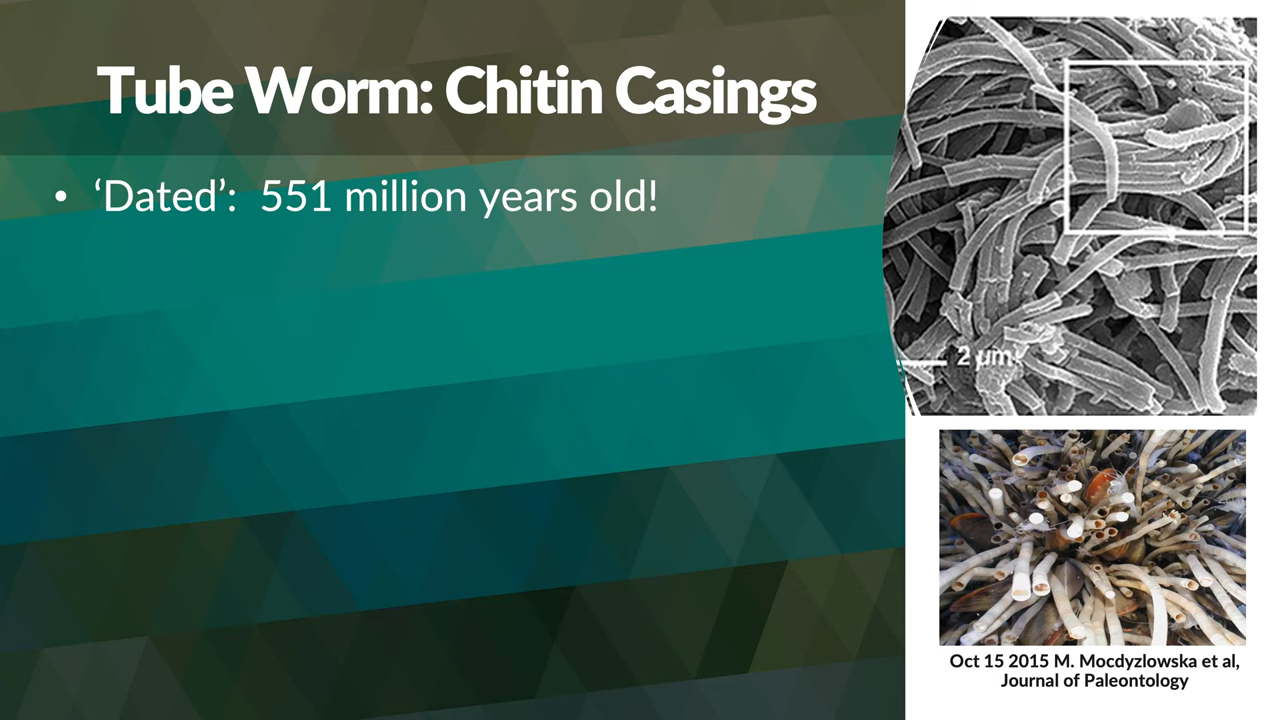 Tube Worm: Chitin Casings
• ‘Dated’: 551 million years old!
2 µm
Oct 15 2015 M. Mocdyzlowska et al,
Journal of Paleontology